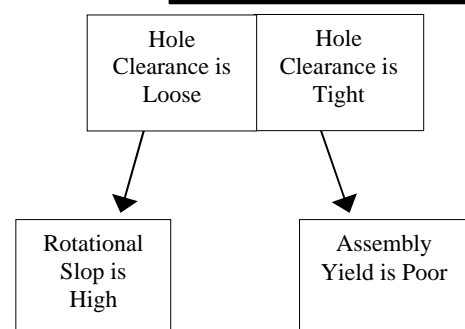 Hole
Clearance is
Loose
Hole
Clearance is
Tight
Rotational
Slop is
High
Assembly
Yield is Poor